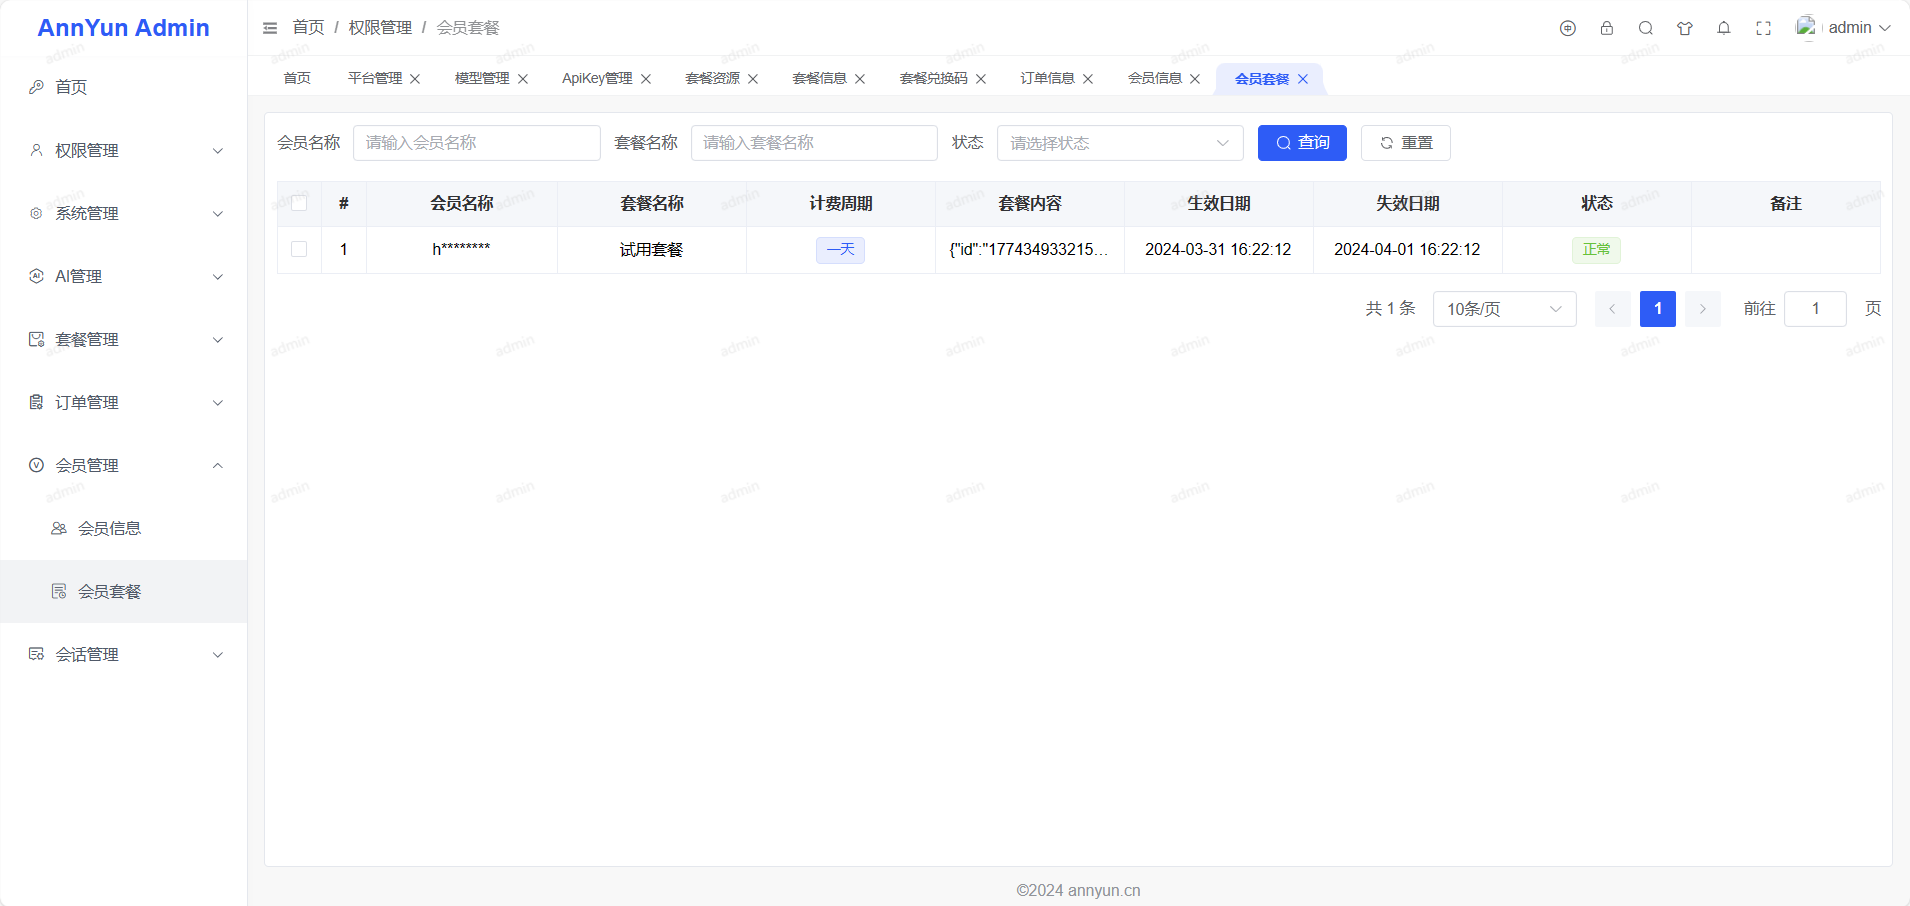 AnnYun Admin
首页 / 权限管理 / 会员套餐
admin
首页
平台管理
模型管理
ApiKey管理
套餐资源
套餐信息
套餐兑换码
订单信息
会员信息
会员套餐
首页
权限管理
系统管理
AI管理
套餐管理
订单管理
会员管理
会员信息
会员套餐
会话管理
会员名称 请输入会员名称 套餐名称 请输入套餐名称 状态 请选择状态 查询 重置
# 会员名称 套餐名称 计费周期 套餐内容 生效日期 失效日期 状态 备注
1 h******** 试用套餐 一天 {"id":"177434933215... 2024-03-31 16:22:12 2024-04-01 16:22:12 正常
共 1 条 10条/页 1 前往 1 页
©2024 annyun.cn